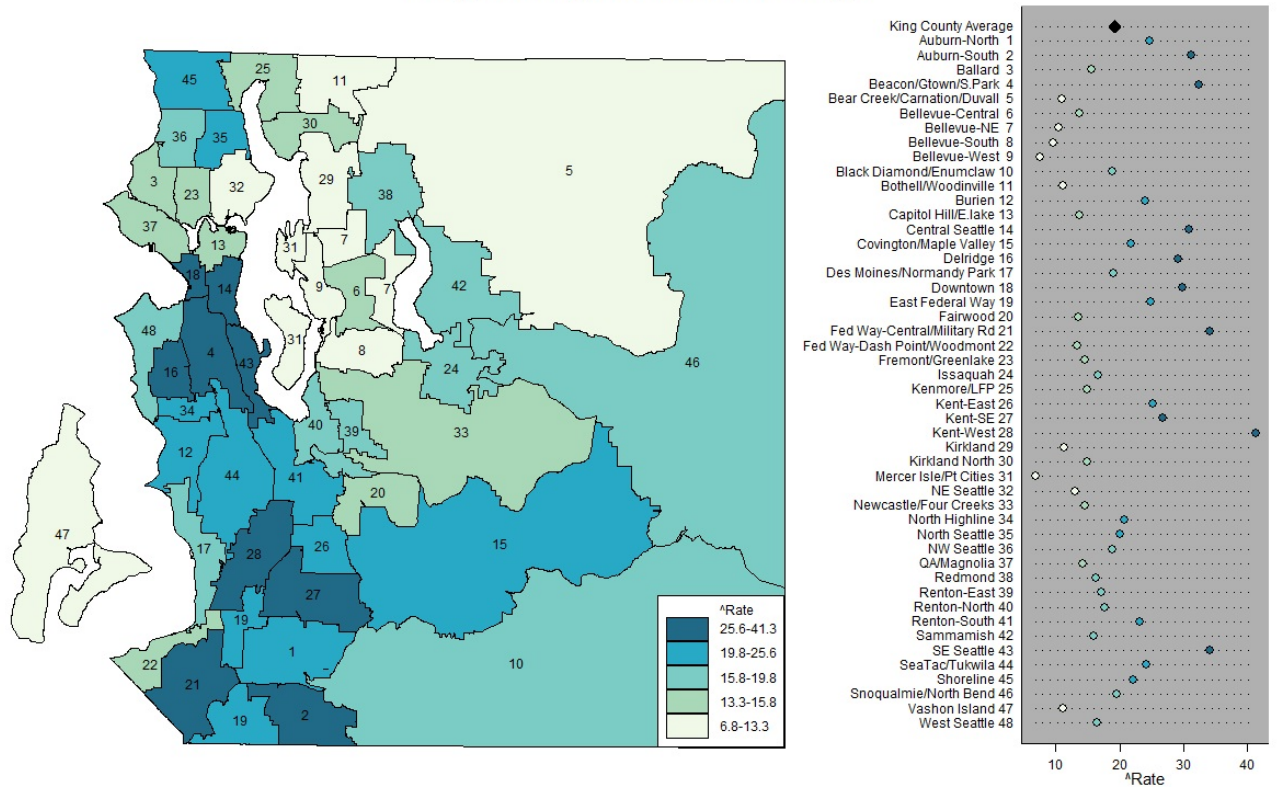 45
25
11
36
35
30
5
3
23
32
29
38
37
13
31
7
18
14
9
6
7
42
48
4
31
8
46
16
43
24
34
40
39
33
12
44
41
20
47
17
28
26
15
27
19
1
10
22
21
19
2
^Rate
25.6-41.3
19.8-25.6
15.8-19.8
13.3-15.8
6.8-13.3
King County Average
Auburn-North 1
Auburn-South 2
Ballard 3
Beacon/Gtown/S.Park 4
Bear Creek/Carnation/Duvall 5
Bellevue-Central 6
Bellevue-NE 7
Bellevue-South 8
Bellevue-West 9
Black Diamond/Enumclaw 10
Bothell/Woodinville 11
Burien 12
Capitol Hill/E.lake 13
Central Seattle 14
Covington/Maple Valley 15
Delridge 16
Des Moines/Normandy Park 17
Downtown 18
East Federal Way 19
Fairwood 20
Fed Way-Central/Military Rd 21
Fed Way-Dash Point/Woodmont 22
Fremont/Greenlake 23
Issaquah 24
Kenmore/LFP 25
Kent-East 26
Kent-SE 27
Kent-West 28
Kirkland 29
Kirkland North 30
Mercer Isle/Pt Cities 31
NE Seattle 32
Newcastle/Four Creeks 33
North Highline 34
North Seattle 35
NW Seattle 36
QA/Magnolia 37
Redmond 38
Renton-East 39
Renton-North 40
Renton-South 41
Sammamish 42
SE Seattle 43
SeaTac/Tukwila 44
Shoreline 45
Snoqualmie/North Bend 46
Vashon Island 47
West Seattle 48
10 20 30 40
^Rate